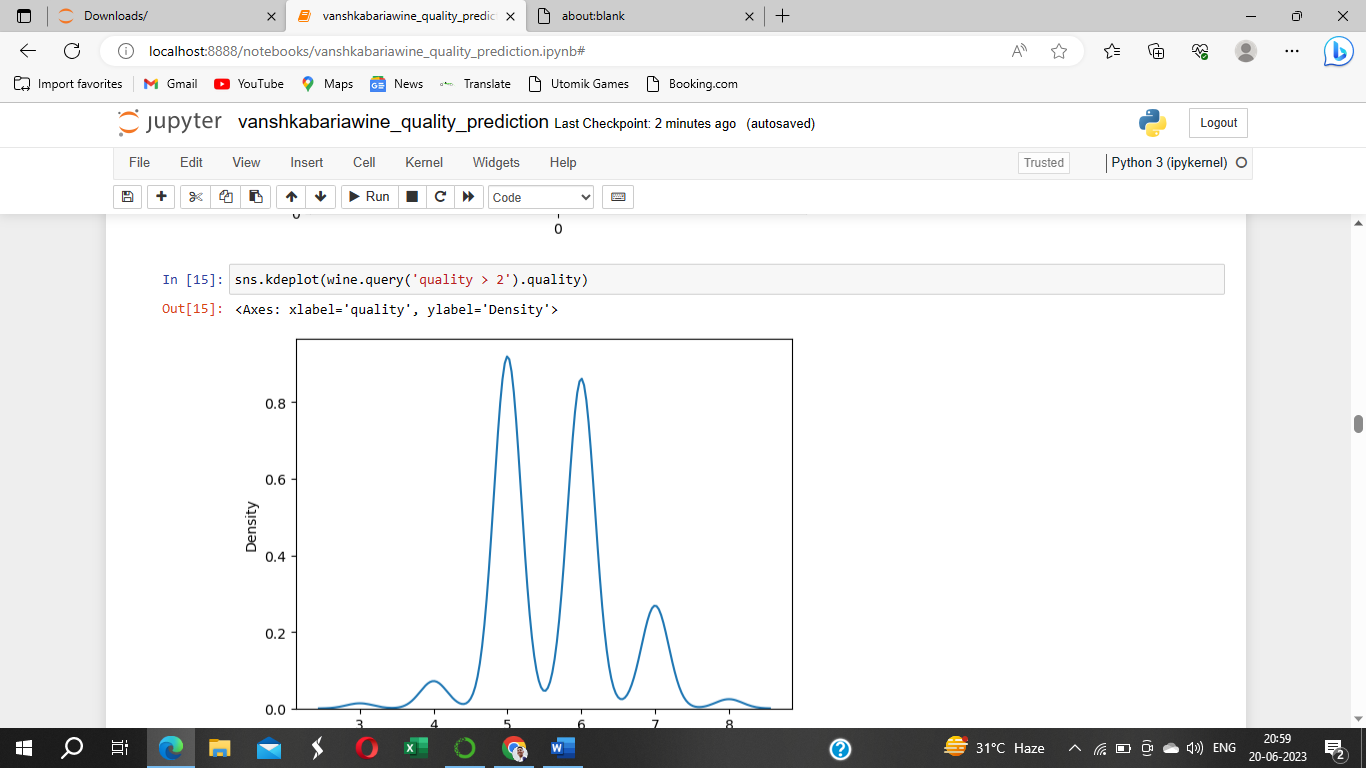 Downloads/
vanshkabariawine_quality_predic
about:blank
localhost:8888/notebooks/vanshkabariawine_quality_prediction.ipynb#
Import favorites
Gmail
YouTube
Maps
News
Translate
Utomik Games
Booking.com
jupyter
vanshkabariawine_quality_prediction Last Checkpoint: 2 minutes ago (autosaved)
Logout
File
Edit
View
Insert
Cell
Kernel
Widgets
Help
Trusted
Python 3 (ipykernel)
Run
Code
0
0
In [15]: sns.kdeplot(wine.query('quality > 2').quality)
Out[15]: <Axes: xlabel='quality', ylabel='Density'>
0.8
0.6
0.4
0.2
0.0
Density
3 4 5 6 7 8
31°C Haze
ENG
20:59
20-06-2023
2